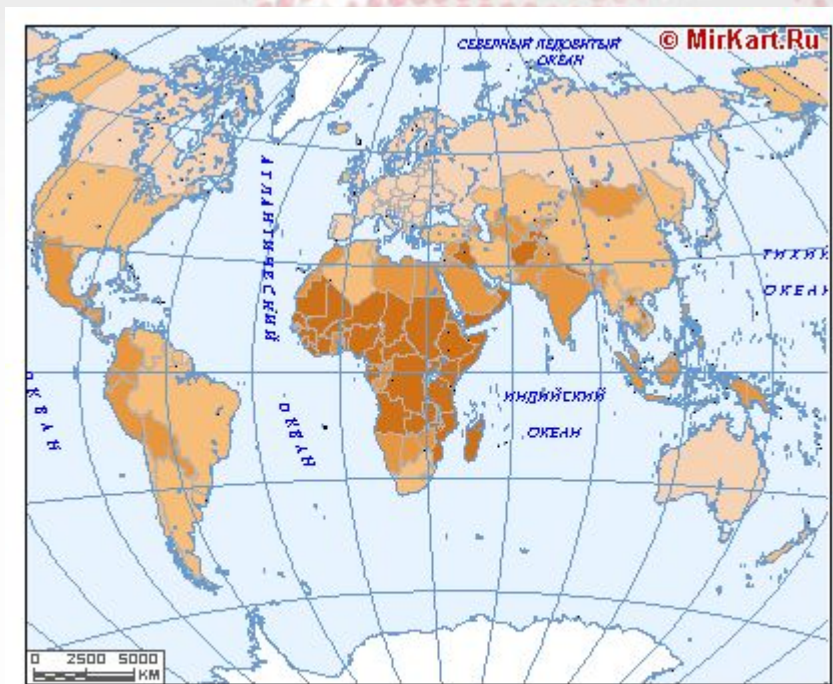 СЕВЕРНЫЙ ЛЕДОВИТЫЙ
ОКЕАН
© MirKart.Ru
АТЛАНТИЧЕСКИЙ
ОКЕАН
ТИХИЙ
ОКЕАН
ОКЕАН
ИНДИЙСКИЙ
ОКЕАН
0 2500 5000
КМ